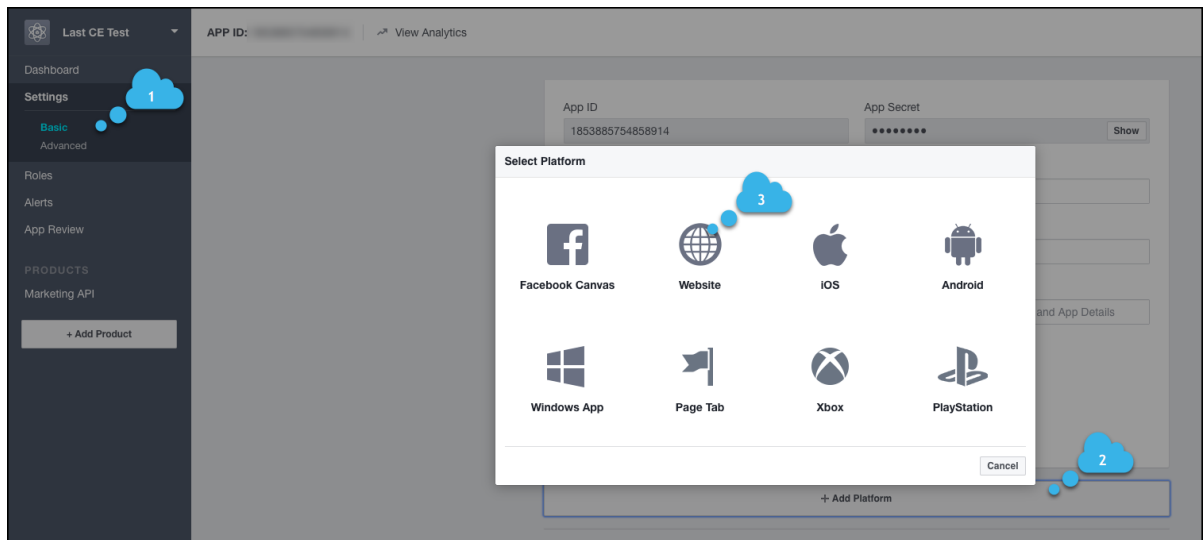 Last CE Test
APP ID:
View Analytics
Dashboard
Settings
1
Basic
Advanced
Roles
Alerts
App Review
PRODUCTS
Marketing API
+ Add Product
App ID
App Secret
1853885754858914
••••••••
Show
Select Platform
3
Facebook Canvas
Website
iOS
Android
and App Details
Windows App
Page Tab
Xbox
PlayStation
Cancel
2
+ Add Platform